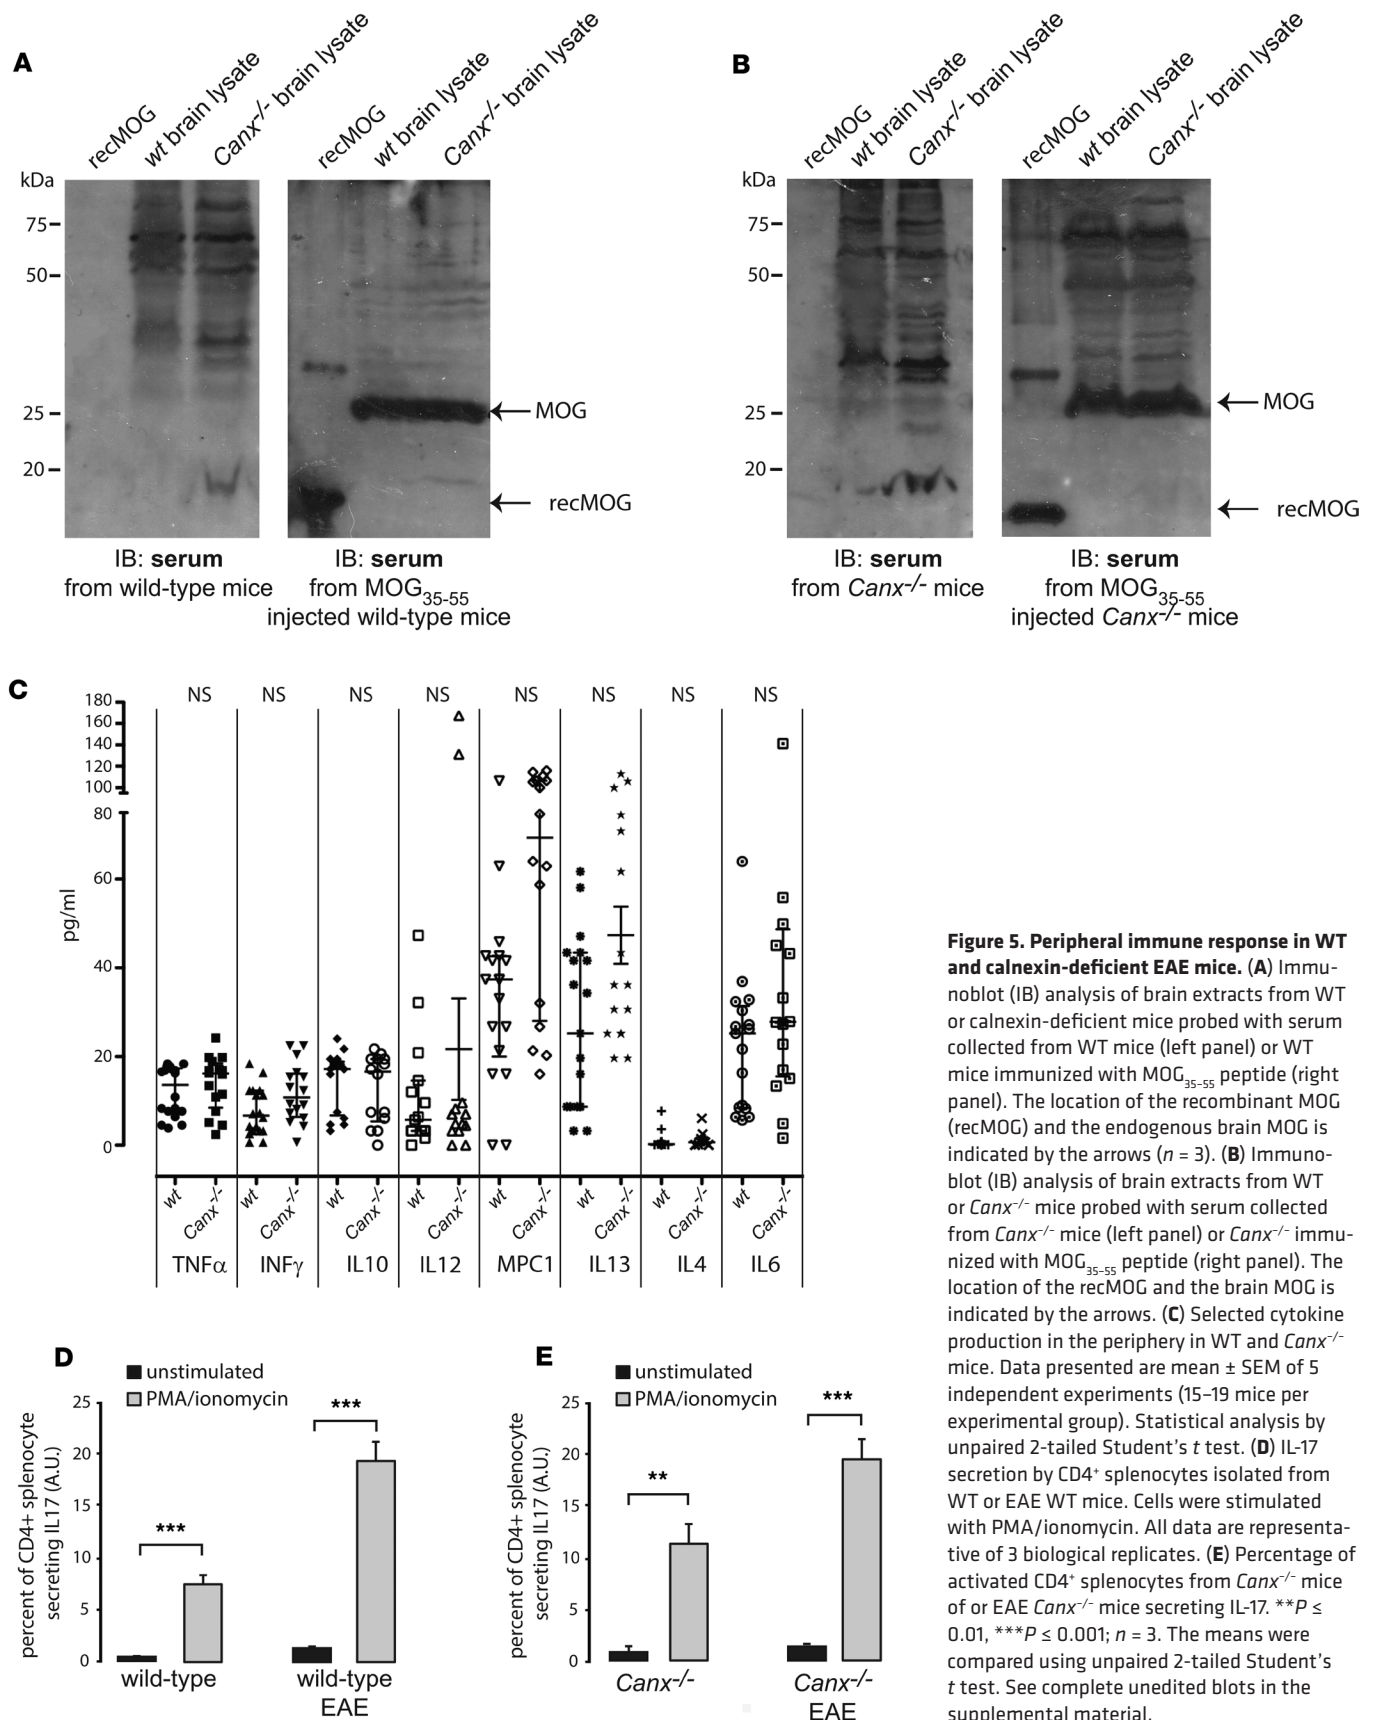 A
recMOG
wt brain lysate
Canx-/- brain lysate
recMOG
wt brain lysate
Canx-/- brain lysate
kDa
75
50
25
20
MOG
recMOG
IB: serum
from wild-type mice
IB: serum
from MOG35-55
injected wild-type mice
B
recMOG
wt brain lysate
Canx-/- brain lysate
recMOG
wt brain lysate
Canx-/- brain lysate
kDa
75
50
25
20
MOG
recMOG
IB: serum
from Canx-/- mice
IB: serum
from MOG35-55
injected Canx-/- mice
C
NS NS NS NS NS NS NS NS
180
160
140
120
100
80
60
40
20
0
pg/ml
wt Canx-/- wt Canx-/- wt Canx-/- wt Canx-/- wt Canx-/- wt Canx-/- wt Canx-/- wt Canx-/-
TNFα INFγ IL10 IL12 MPC1 IL13 IL4 IL6
D
unstimulated
PMA/ionomycin
percent of CD4+ splenocyte
secreting IL17 (A.U.)
25
20
15
10
5
0
***
***
wild-type
wild-type
EAE
E
unstimulated
PMA/ionomycin
percent of CD4+ splenocyte
secreting IL17 (A.U.)
25
20
15
10
5
0
**
***
Canx-/-
Canx-/-
EAE
Figure 5. Peripheral immune response in WT
and calnexin-deficient EAE mice. (A) Immu-
noblot (IB) analysis of brain extracts from WT
or calnexin-deficient mice probed with serum
collected from WT mice (left panel) or WT
mice immunized with MOG35–55 peptide (right
panel). The location of the recombinant MOG
(recMOG) and the endogenous brain MOG is
indicated by the arrows (n = 3). (B) Immuno-
blot (IB) analysis of brain extracts from WT
or Canx–/– mice probed with serum collected
from Canx–/– mice (left panel) or Canx–/– immu-
nized with MOG35–55 peptide (right panel). The
location of the recMOG and the brain MOG is
indicated by the arrows. (C) Selected cytokine
production in the periphery in WT and Canx–/–
mice. Data presented are mean ± SEM of 5
independent experiments (15–19 mice per
experimental group). Statistical analysis by
unpaired 2-tailed Student's t test. (D) IL-17
secretion by CD4+ splenocytes isolated from
WT or EAE WT mice. Cells were stimulated
with PMA/ionomycin. All data are representa-
tive of 3 biological replicates. (E) Percentage of
activated CD4+ splenocytes from Canx–/– mice
of or EAE Canx–/– mice secreting IL-17. **P ≤
0.01, ***P ≤ 0.001; n = 3. The means were
compared using unpaired 2-tailed Student's
t test. See complete unedited blots in the
supplemental material.